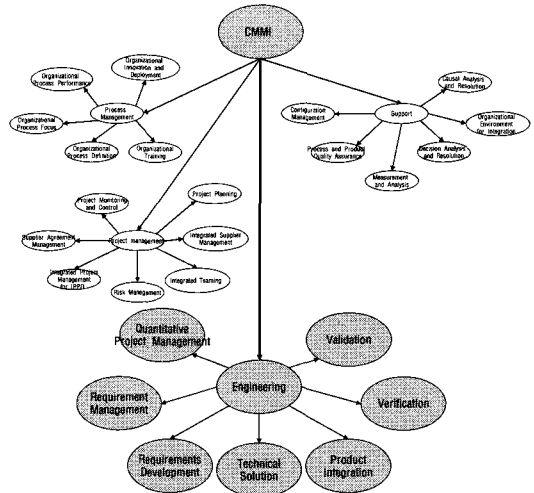 CMMI
Organizational
Innovation and
Deployment
Organizational
Process Performance
Process
Management
Organizational
Process Focus
Organizational
Process Definition
Organizational
Training
Causal Analysis
and Resolution
Configuration
Management
Support
Organizational
Environment
for Integration
Process and Product
Quality Assurance
Decision Analysis
and Resolution
Measurement
and Analysis
Project Planning
Project Monitoring
and Control
Supplier Agreement
Management
Project management
Integrated Supplier
Management
Integrated Project
Management
for IPPD
Integrated Teaming
Risk Management
Quantitative
Project Management
Validation
Engineering
Requirement
Management
Verification
Requirements
Development
Technical
Solution
Product
Integration